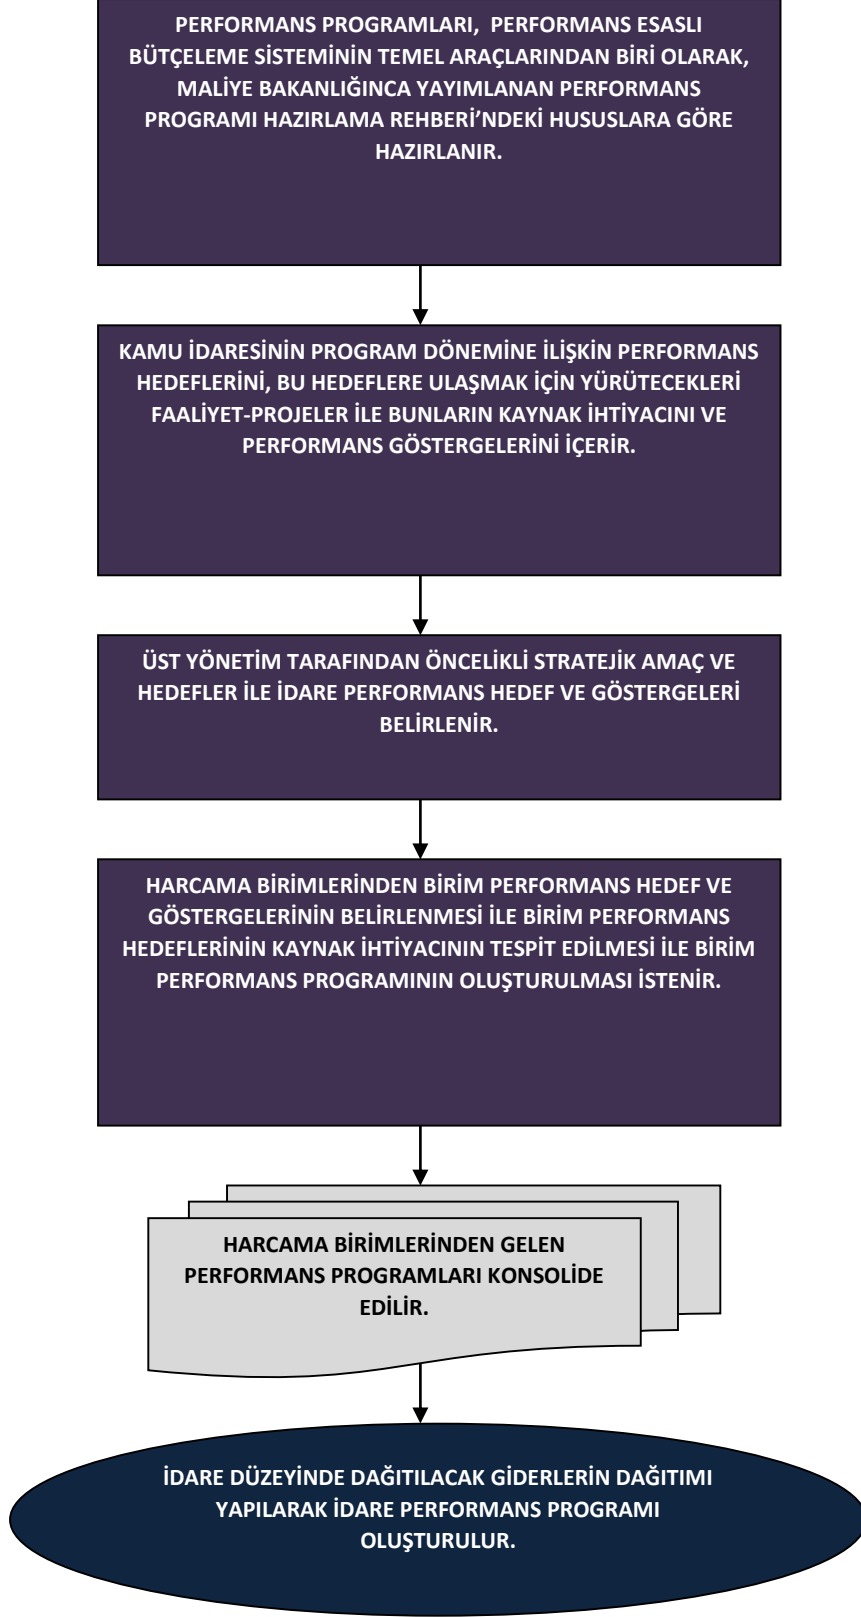 PERFORMANS PROGRAMLARI, PERFORMANS ESASLI
BÜTÇELEME SİSTEMİNİN TEMEL ARAÇLARINDAN BİRİ OLARAK,
MALİYE BAKANLIĞINCA YAYIMLANAN PERFORMANS
PROGRAMI HAZIRLAMA REHBERİ’NDEKİ HUSUSLARA GÖRE
HAZIRLANIR.
KAMU İDARESİNİN PROGRAM DÖNEMİNE İLİŞKİN PERFORMANS
HEDEFLERİNİ, BU HEDEFLERE ULAŞMAK İÇİN YÜRÜTECEKLERİ
FAALİYET-PROJELER İLE BUNLARIN KAYNAK İHTİYACINI VE
PERFORMANS GÖSTERGELERİNİ İÇERİR.
ÜST YÖNETİM TARAFINDAN ÖNCELİKLİ STRATEJİK AMAÇ VE
HEDEFLER İLE İDARE PERFORMANS HEDEF VE GÖSTERGELERİ
BELİRLENİR.
HARCAMA BİRİMLERİNDEN BİRİM PERFORMANS HEDEF VE
GÖSTERGELERİNİN BELİRLENMESİ İLE BİRİM PERFORMANS
HEDEFLERİNİN KAYNAK İHTİYACININ TESPİT EDİLMESİ İLE BİRİM
PERFORMANS PROGRAMININ OLUŞTURULMASI İSTENİR.
HARCAMA BİRİMLERİNDEN GELEN
PERFORMANS PROGRAMLARI KONSOLİDE
EDİLİR.
İDARE DÜZEYİNDE DAĞITILACAK GİDERLERİN DAĞITIMI
YAPILARAK İDARE PERFORMANS PROGRAMI
OLUŞTURULUR.